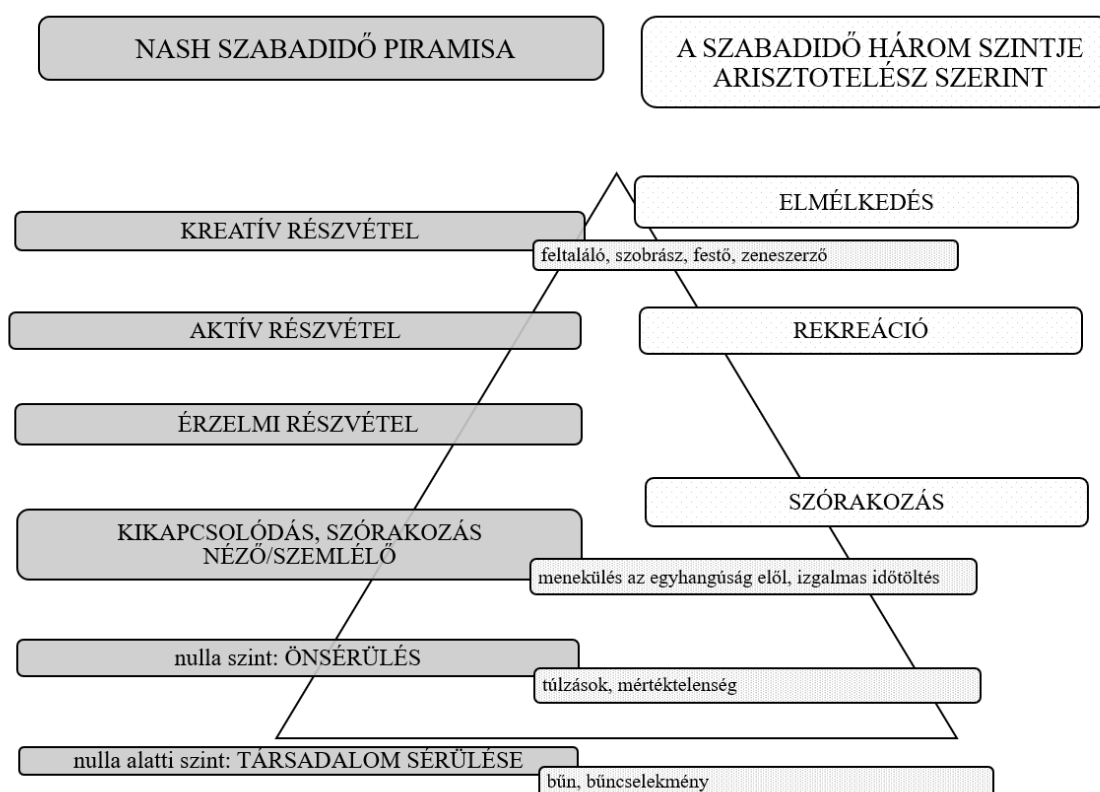 NASH SZABADIDŐ PIRAMISA
A SZABADIDŐ HÁROM SZINTJE
ARISZTOTELÉSZ SZERINT
ELMÉLKEDÉS
KREATÍV RÉSZVÉTEL
feltaláló, szobrász, festő, zeneszerző
AKTÍV RÉSZVÉTEL
REKREÁCIÓ
ÉRZELMI RÉSZVÉTEL
SZÓRAKOZÁS
KIKAPCSOLÓDÁS, SZÓRAKOZÁS
NÉZŐ/SZEMLÉLŐ
menekülés az egyhangúság elől, izgalmas időtöltés
nulla szint: ÖNSÉRÜLÉS
túlzások, mértéktelenség
nulla alatti szint: TÁRSADALOM SÉRÜLÉSE
bűn, bűncselekmény